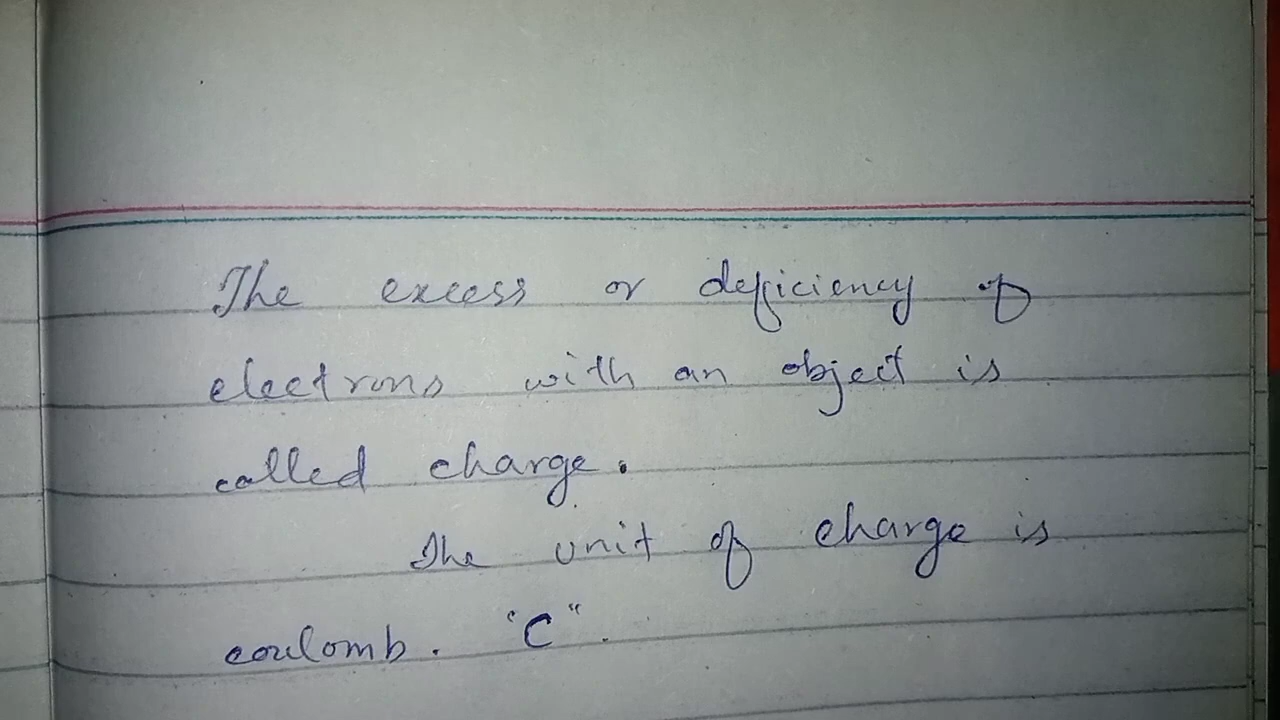 The excess or deficiency of
electrons with an object is
called charge.
The unit of charge is
coulomb. "C".